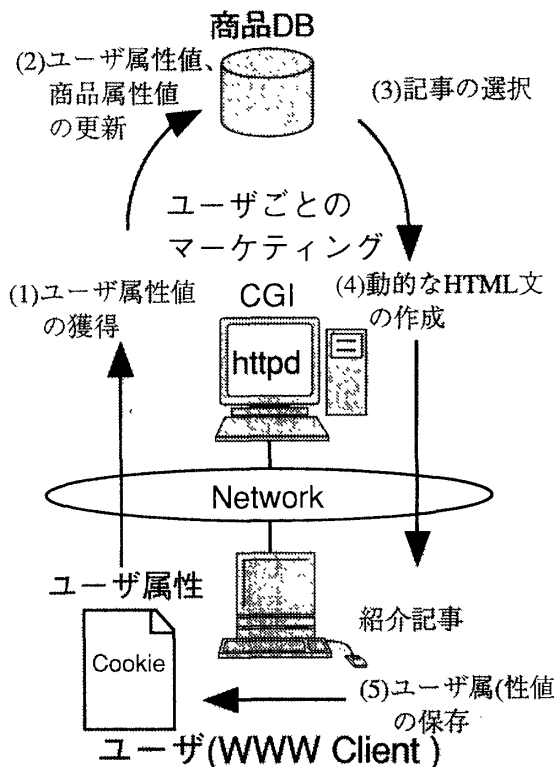 商品DB
(2)ユーザ属性値、
商品属性値
の更新
(3)記事の選択
ユーザごとの
マーケティング
(1)ユーザ属性値
の獲得
CGI
(4)動的なHTML文
の作成
httpd
Network
ユーザ属性
Cookie
紹介記事
(5)ユーザ属(性値
の保存
ユーザ(WWW Client )